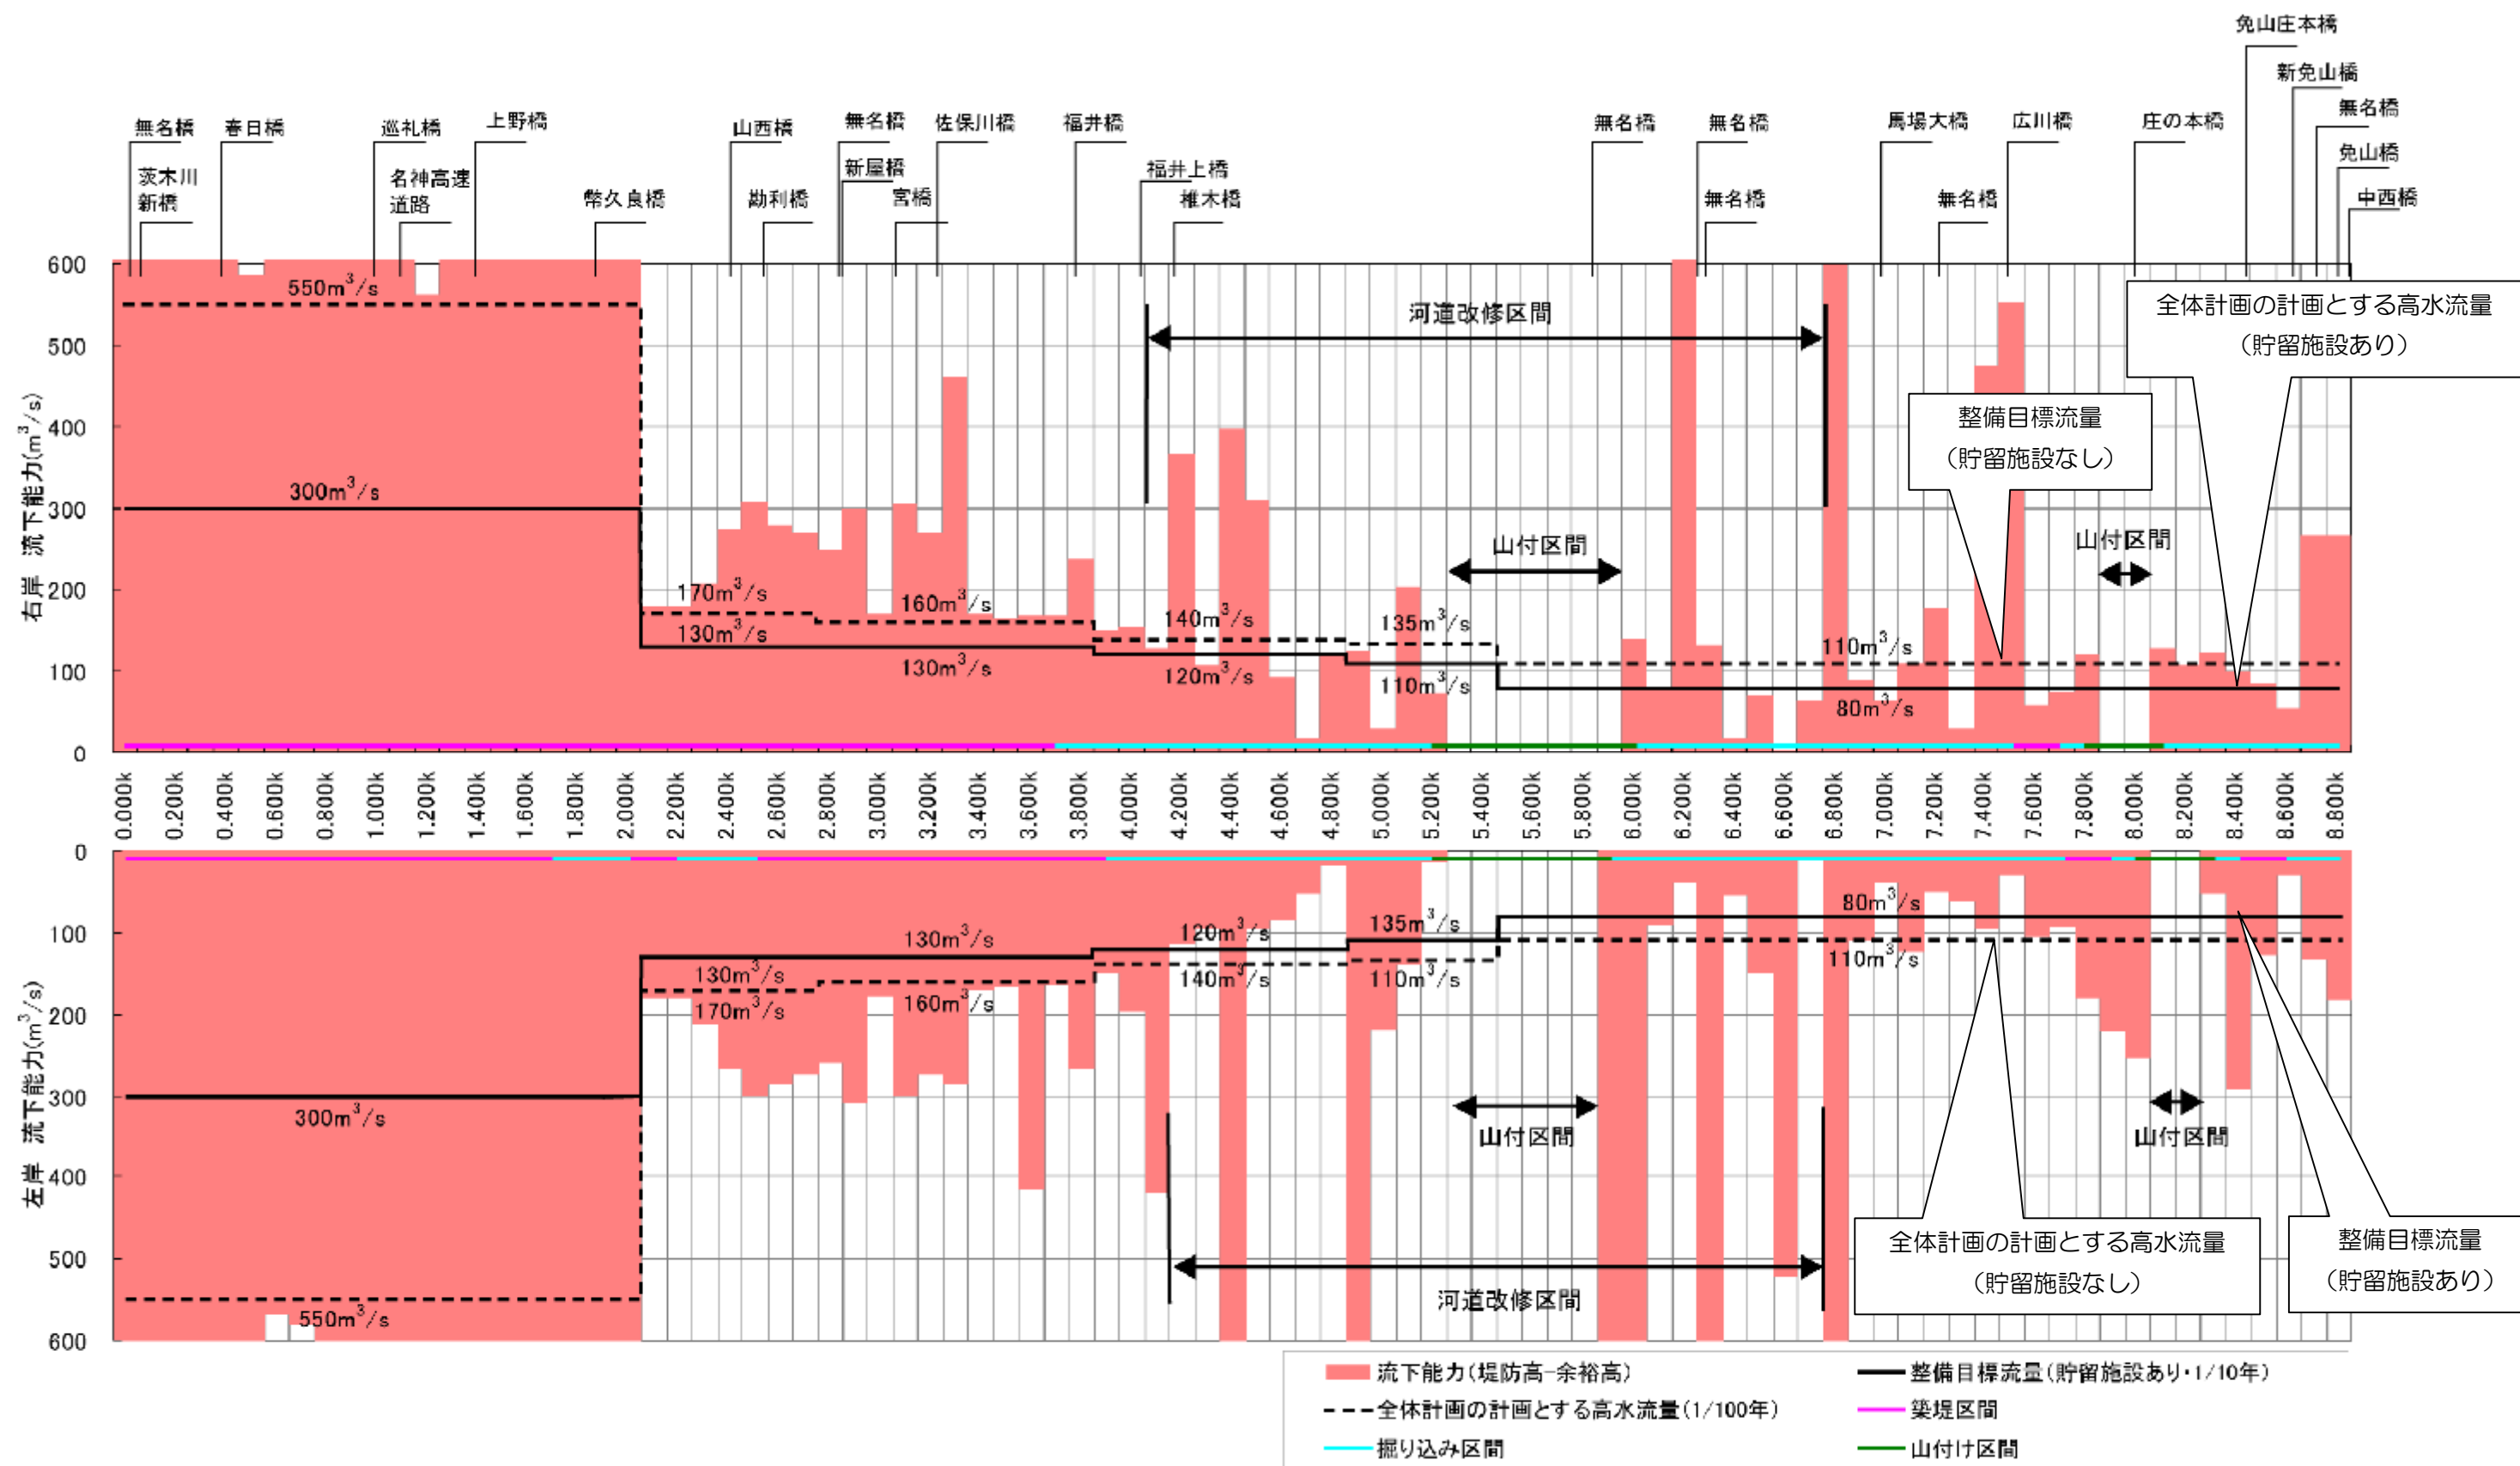 免山庄本橋
新免山橋
無名橋
春日橋
巡礼橋
上野橋
山西橋
無名橋
佐保川橋
福井橋
無名橋
無名橋
馬場大橋
広川橋
庄の本橋
無名橋
免山橋
茨木川
新橋
名神高速
道路
幣久良橋
勘利橋
新屋橋
宮橋
福井上橋
椎木橋
無名橋
無名橋
中西橋
右岸 流下能力(m³/s)
600
500
400
300
200
100
0
550m³/s
300m³/s
170m³/s
130m³/s
160m³/s
130m³/s
140m³/s
120m³/s
135m³/s
110m³/s
110m³/s
80m³/s
河道改修区間
山付区間
山付区間
整備目標流量
（貯留施設なし）
全体計画の計画とする高水流量
（貯留施設あり）
0.000k
0.200k
0.400k
0.600k
0.800k
1.000k
1.200k
1.400k
1.600k
1.800k
2.000k
2.200k
2.400k
2.600k
2.800k
3.000k
3.200k
3.400k
3.600k
3.800k
4.000k
4.200k
4.400k
4.600k
4.800k
5.000k
5.200k
5.400k
5.600k
5.800k
6.000k
6.200k
6.400k
6.600k
6.800k
7.000k
7.200k
7.400k
7.600k
7.800k
8.000k
8.200k
8.400k
8.600k
8.800k
左岸 流下能力(m³/s)
0
100
200
300
400
500
600
300m³/s
550m³/s
130m³/s
170m³/s
130m³/s
160m³/s
120m³/s
140m³/s
135m³/s
110m³/s
80m³/s
110m³/s
山付区間
山付区間
河道改修区間
全体計画の計画とする高水流量
（貯留施設なし）
整備目標流量
（貯留施設あり）
流下能力(堤防高-余裕高)
整備目標流量(貯留施設あり・1/10年)
全体計画の計画とする高水流量(1/100年)
築堤区間
掘り込み区間
山付け区間